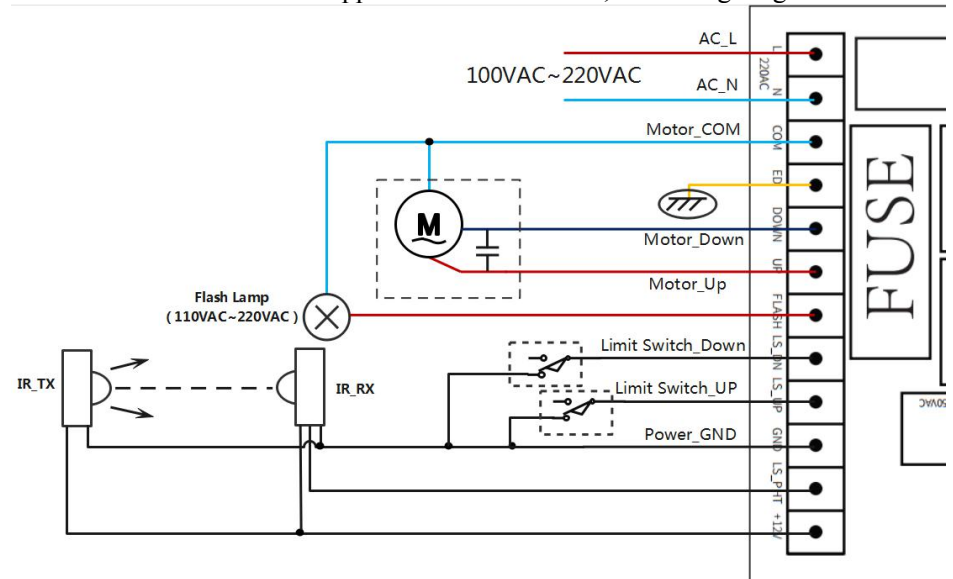 AC_L
100VAC~220VAC
AC_N
Motor_COM
Motor_Down
Motor_Up
Flash Lamp
( 110VAC~220VAC )
M
IR_TX
IR_RX
Limit Switch_Down
Limit Switch_UP
Power_GND
L
220AC
N
COM
ED
DOWN
UP
FLASH
LS_DN
LS_UP
GND
LS_PHT
+12V
FUSE